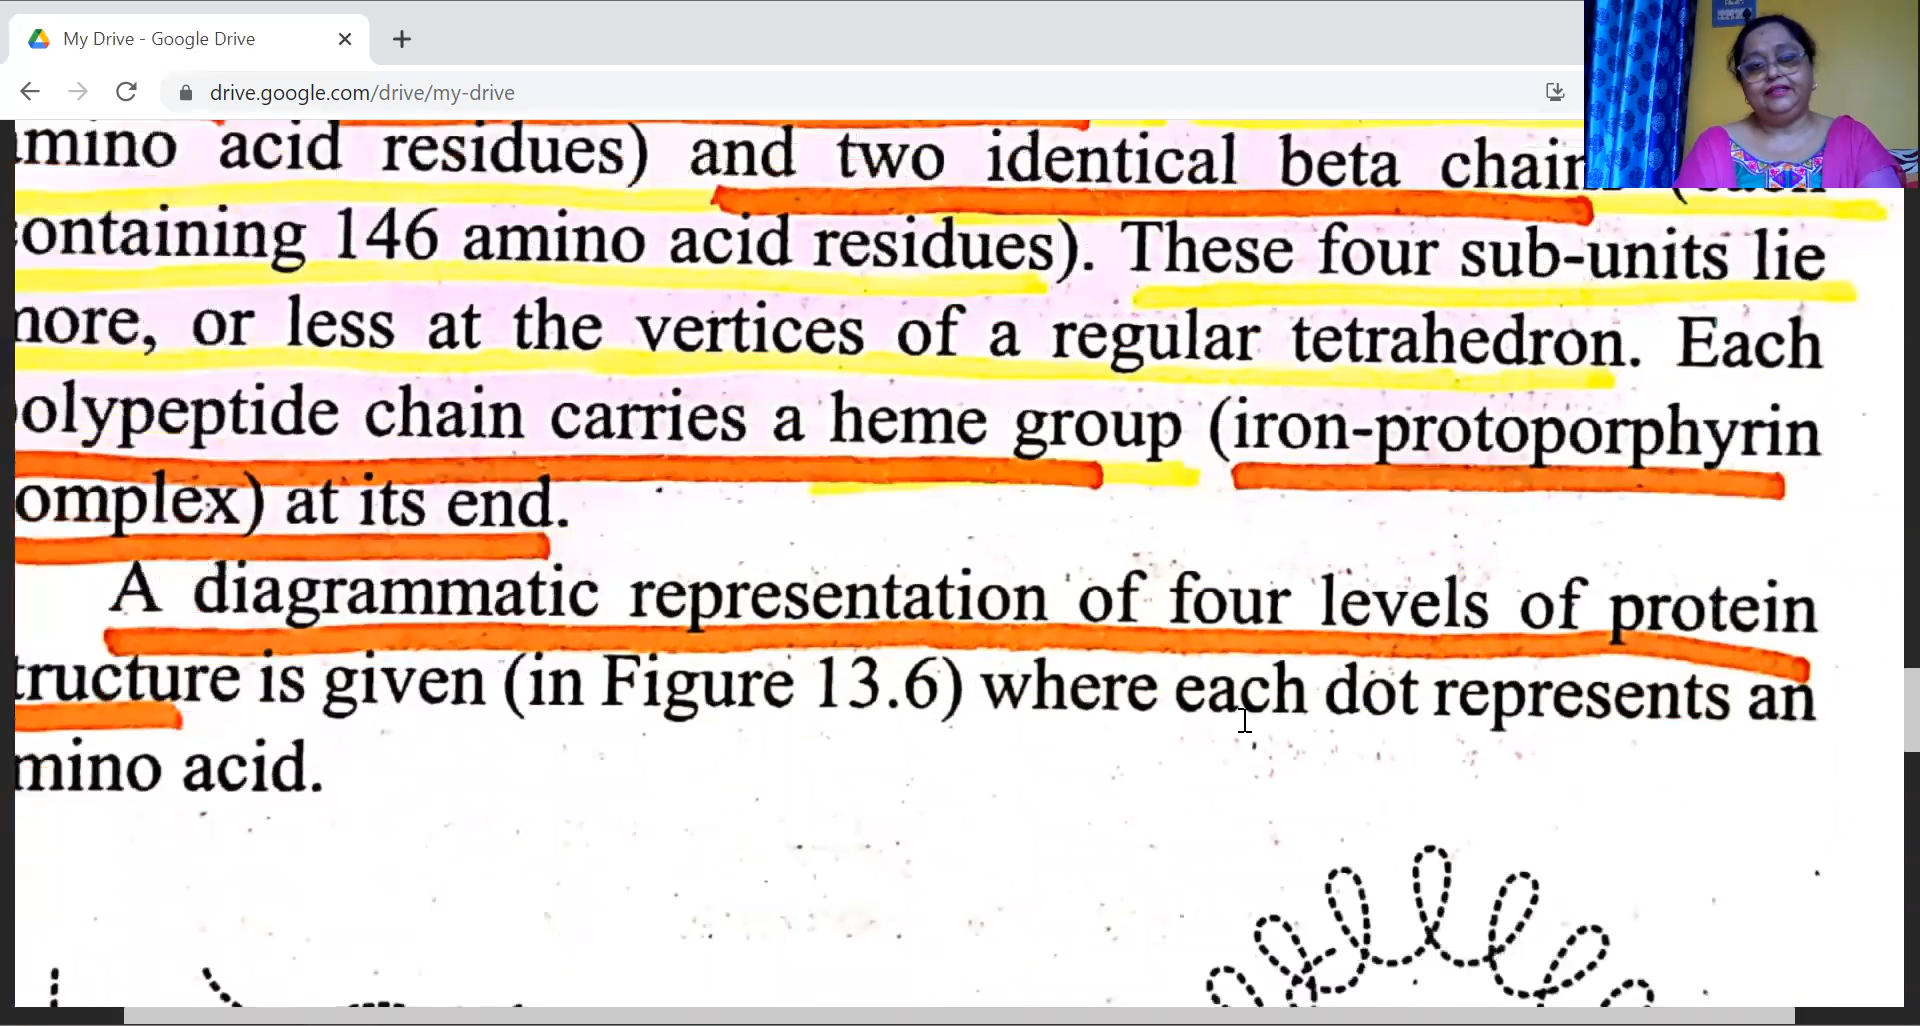 My Drive - Google Drive
drive.google.com/drive/my-drive
mino acid residues) and two identical beta chain
ontaining 146 amino acid residues). These four sub-units lie
ore, or less at the vertices of a regular tetrahedron. Each
olypeptide chain carries a heme group (iron-protoporphyrin
omplex) at its end.
A diagrammatic representation of four levels of protein
tructure is given (in Figure 13.6) where each dot represents an
mino acid.